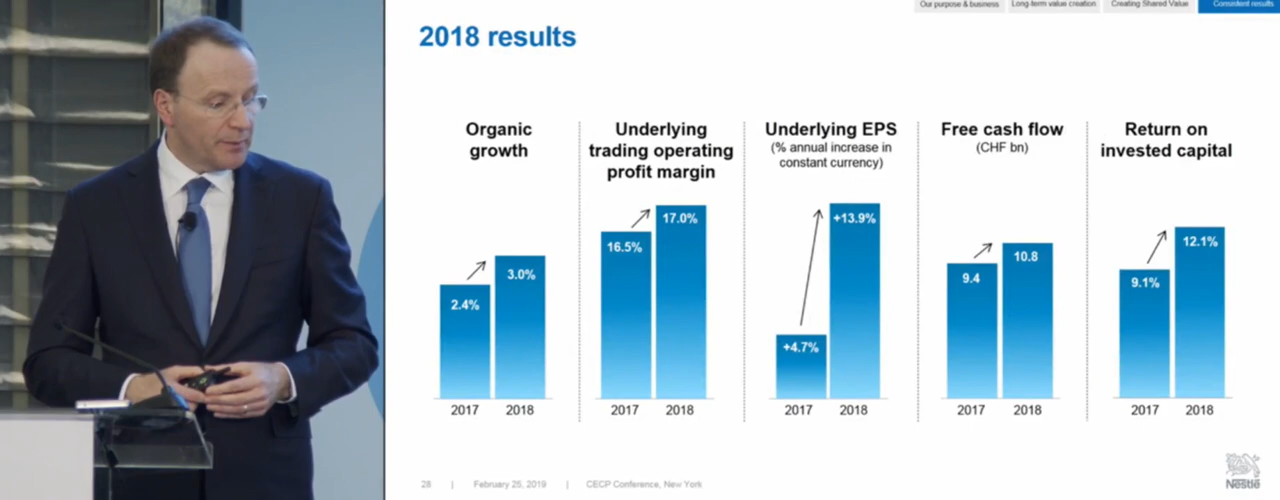 Our purpose & business
Long-term value creation
Creating Shared Value
Consistent results
2018 results
Organic
growth
2.4%
3.0%
2017
2018
Underlying
trading operating
profit margin
16.5%
17.0%
2017
2018
Underlying EPS
(% annual increase in
constant currency)
+4.7%
+13.9%
2017
2018
Free cash flow
(CHF bn)
9.4
10.8
2017
2018
Return on
invested capital
9.1%
12.1%
2017
2018
28 | February 25, 2019 | CECP Conference, New York
Nestlé